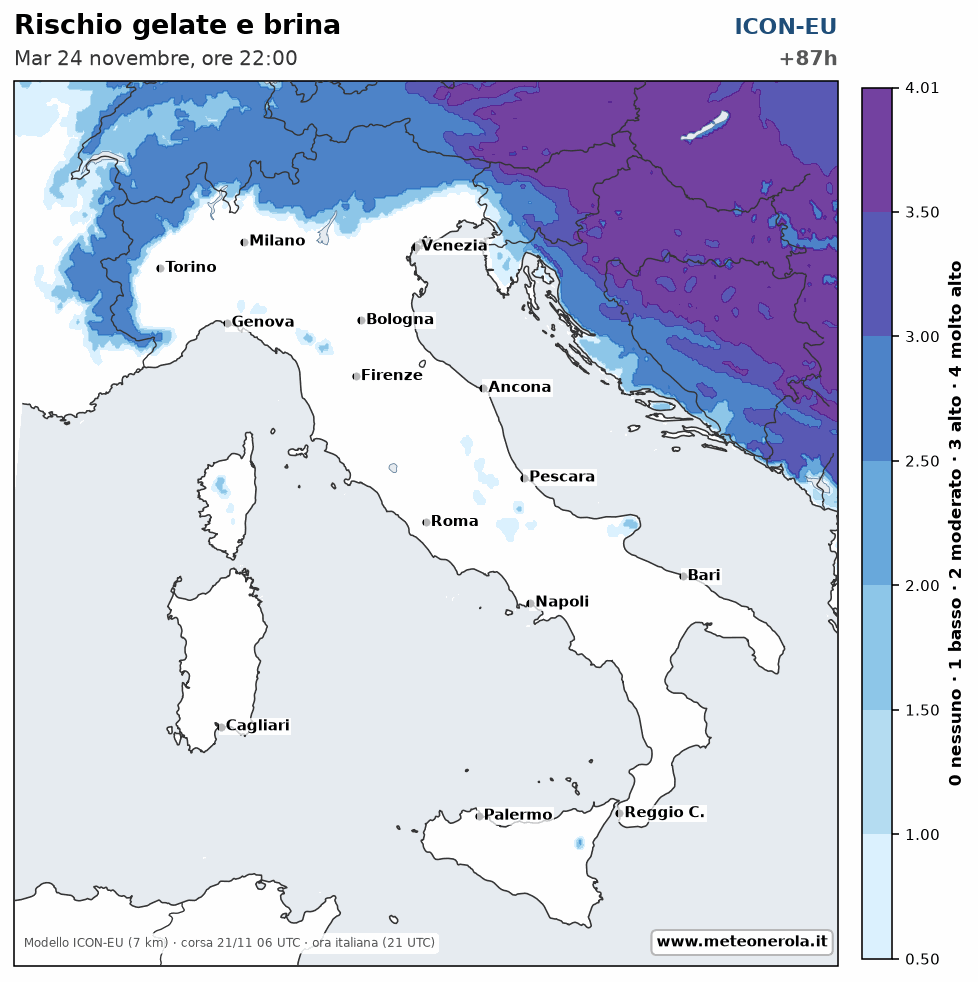 Rischio gelate e brina
ICON-EU
Mar 24 novembre, ore 22:00
+87h
4.01
3.50
3.00
2.50
2.00
1.50
1.00
0.50
0 nessuno · 1 basso · 2 moderato · 3 alto · 4 molto alto
Milano
Venezia
Torino
Genova
Bologna
Firenze
Ancona
Pescara
Roma
Bari
Napoli
Cagliari
Palermo
Reggio C.
Modello ICON-EU (7 km) · corsa 21/11 06 UTC · ora italiana (21 UTC)
www.meteonerola.it